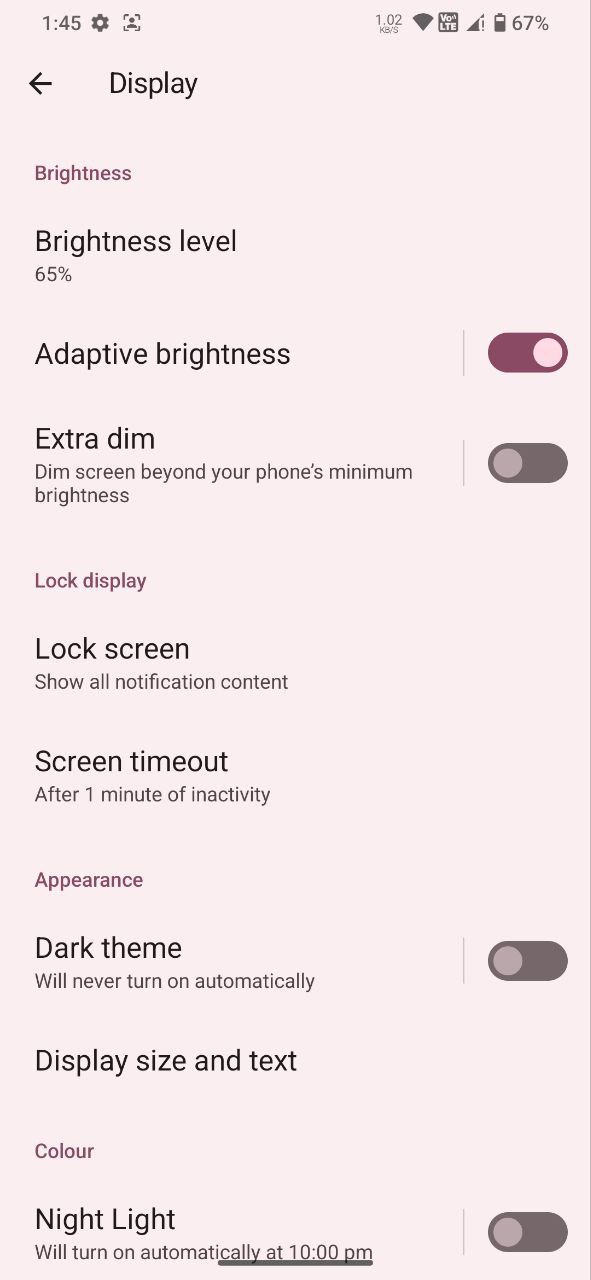 1:45 1.02 KB/S Vo LTE 67%
Display
Brightness
Brightness level
65%
Adaptive brightness
Extra dim
Dim screen beyond your phone's minimum
brightness
Lock display
Lock screen
Show all notification content
Screen timeout
After 1 minute of inactivity
Appearance
Dark theme
Will never turn on automatically
Display size and text
Colour
Night Light
Will turn on automatically at 10:00 pm